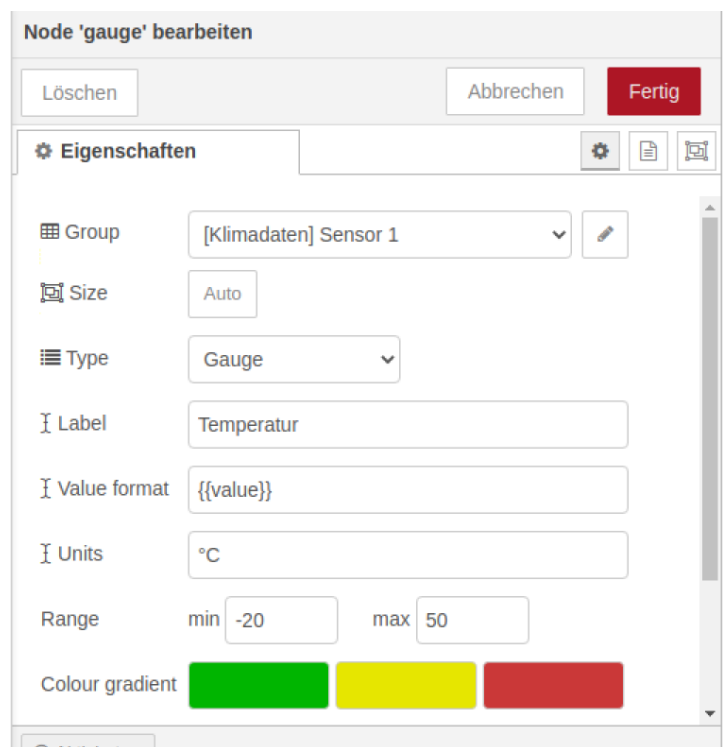 Node 'gauge' bearbeiten
Löschen Abbrechen Fertig
Eigenschaften
Group [Klimadaten] Sensor 1
Size Auto
Type Gauge
Label Temperatur
Value format {{value}}
Units °C
Range min -20 max 50
Colour gradient